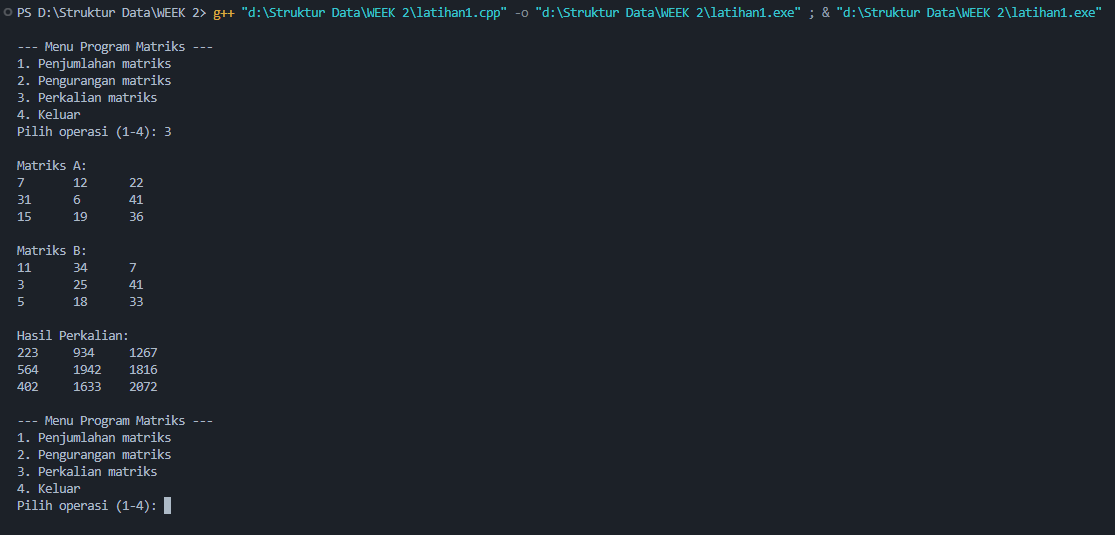 PS D:\Struktur Data\WEEK 2> g++ "d:\Struktur Data\WEEK 2\latihan1.cpp" -o "d:\Struktur Data\WEEK 2\latihan1.exe" ; & "d:\Struktur Data\WEEK 2\latihan1.exe"
--- Menu Program Matriks ---
1. Penjumlahan matriks
2. Pengurangan matriks
3. Perkalian matriks
4. Keluar
Pilih operasi (1-4): 3
Matriks A:
7 12 22
31 6 41
15 19 36
Matriks B:
11 34 7
3 25 41
5 18 33
Hasil Perkalian:
223 934 1267
564 1942 1816
402 1633 2072
--- Menu Program Matriks ---
1. Penjumlahan matriks
2. Pengurangan matriks
3. Perkalian matriks
4. Keluar
Pilih operasi (1-4):